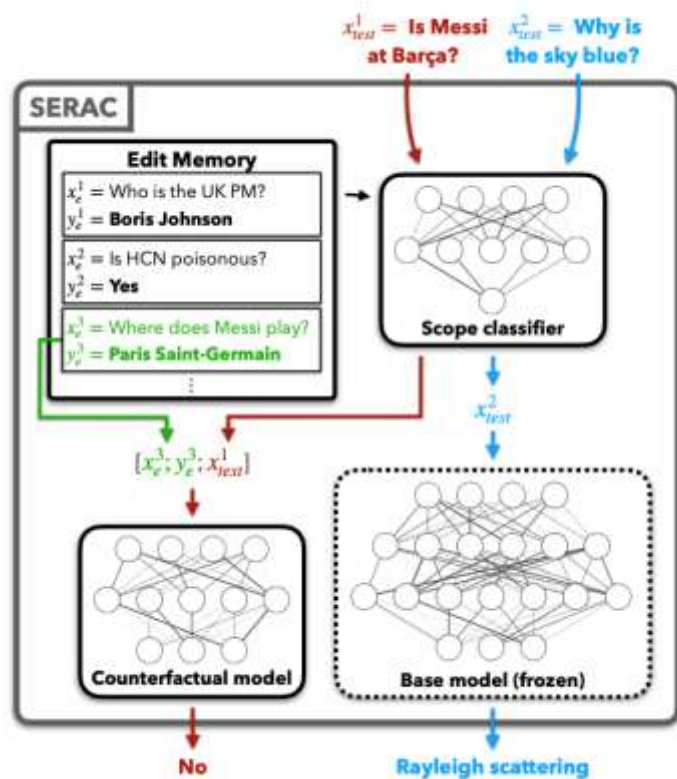 x¹test = Is Messi
at Barça?
x²test = Why is
the sky blue?
SERAC
Edit Memory
x¹e = Who is the UK PM?
y¹e = Boris Johnson
x²e = Is HCN poisonous?
y²e = Yes
x³e = Where does Messi play?
y³e = Paris Saint-Germain
⋮
Scope classifier
x²test
[x³e; y³e; x¹test]
Counterfactual model
Base model (frozen)
No
Rayleigh scattering